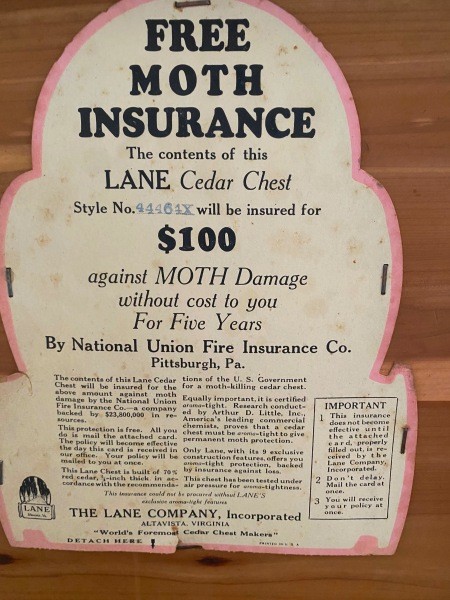 FREE
MOTH
INSURANCE
The contents of this
LANE Cedar Chest
Style No. 44464X will be insured for
$100
against MOTH Damage
without cost to you
For Five Years
By National Union Fire Insurance Co.
Pittsburgh, Pa.
The contents of this Lane Cedar
Chest will be insured for the
above amount against moth
damage by the National Union
Fire Insurance Co.—a company
backed by $23,800,000 in re-
sources.
This protection is free. All you
do is mail the attached card.
The policy will become effective
the day this card is received in
our office. Your policy will be
mailed to you at once.
This Lane Chest is built of 70%
red cedar, ¾-inch thick in ac-
cordance with the recommenda-
tions of the U. S. Government
for a moth-killing cedar chest.
Equally important, it is certified
aroma-tight. Research conduct-
ed by Arthur D. Little, Inc.,
America's leading commercial
chemists, proves that a cedar
chest must be aroma-tight to give
permanent moth protection.
Only Lane, with its 9 exclusive
construction features, offers you
aroma-tight protection, backed
by insurance against loss.
This chest has been tested under
air pressure for aroma-tightness.
This insurance could not be procured without LANE'S
exclusive aroma-tight features
IMPORTANT
1 This insurance
does not become
effective until
the attached
card, properly
filled out, is re-
ceived by the
Lane Company,
Incorporated.
2 Don't delay.
Mail the card at
once.
3 You will receive
your policy at
once.
LANE
THE LANE COMPANY, Incorporated
ALTAVISTA, VIRGINIA
"World's Foremost Cedar Chest Makers"
DETACH HERE
PRINTED IN U. S. A.